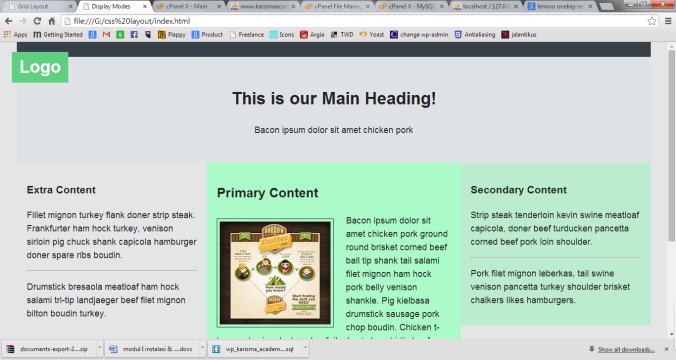 Grid Layout
Display Modes
cPanel X - Main
www.karismaaca
cPanel File Manag
cPanel X - MySQL
localhost / 127.0.0
lenovo onekey re
file:///G:/css%20layout/index.html
Apps
Getting Started
Gmail
G+
Flappy
Product
Freelance
Icons
Argia
TWD
Yoast
change wp-admin
Antialiasing
jalantikus
Logo
This is our Main Heading!
Bacon ipsum dolor sit amet chicken pork
Extra Content
Fillet mignon turkey flank doner strip steak.
Frankfurter ham hock turkey, venison
sirloin pig chuck shank capicola hamburger
doner spare ribs boudin.
Drumstick bresaola meatloaf ham hock
salami tri-tip landjaeger beef filet mignon
bilton boudin turkey.
Primary Content
BORROW
Bacon ipsum dolor sit
amet chicken pork ground
round brisket corned beef
ball tip shank tail salami
filet mignon ham hock
pork belly venison
shankle. Pig kielbasa
drumstick sausage pork
chop boudin. Chicken t-
Secondary Content
Strip steak tenderloin kevin swine meatloaf
capicola, doner beef turducken pancetta
corned beef pork loin shoulder.
Pork filet mignon leberkas, tail swine
venison pancetta turkey shoulder brisket
chalkers likes hamburgers.
documents-export-2....zip
modul I instalasi & ....docx
wp_karisma_academ....sql
Show all downloads...